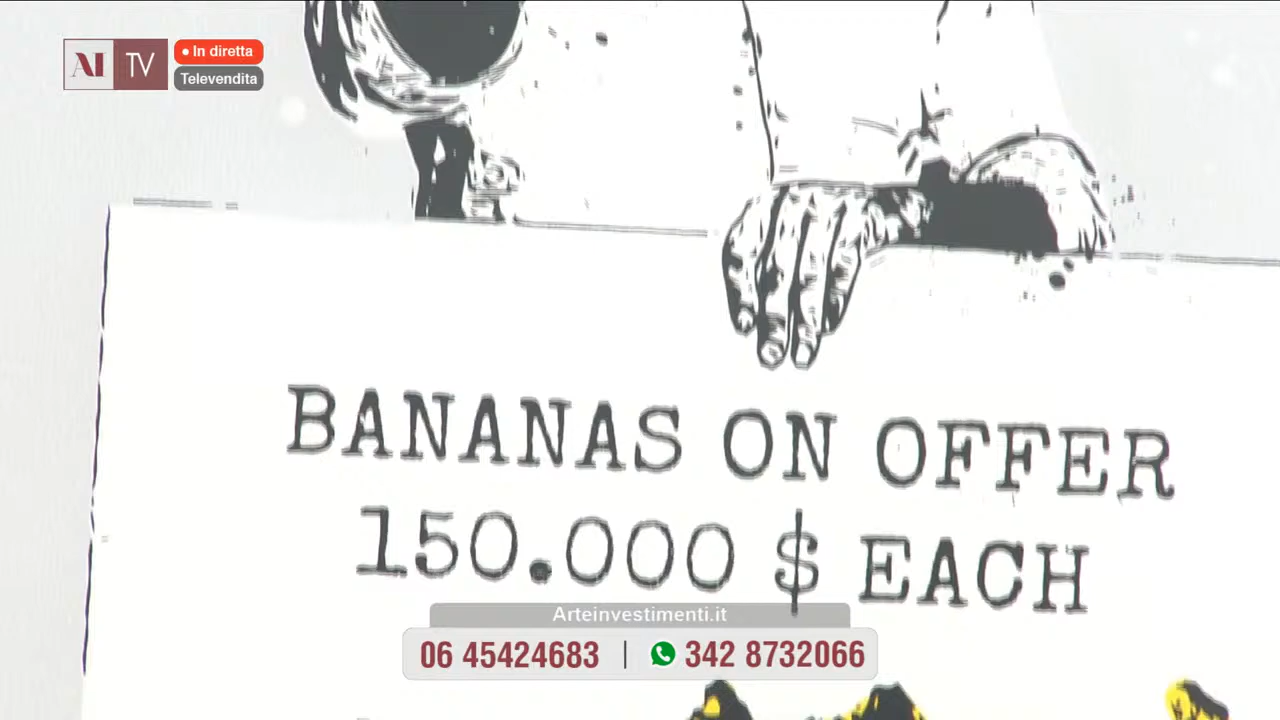 AI TV
In diretta
Televendita
BANANAS ON OFFER
150.000 $ EACH
Arteinvestimenti.it
06 45424683 | 342 8732066